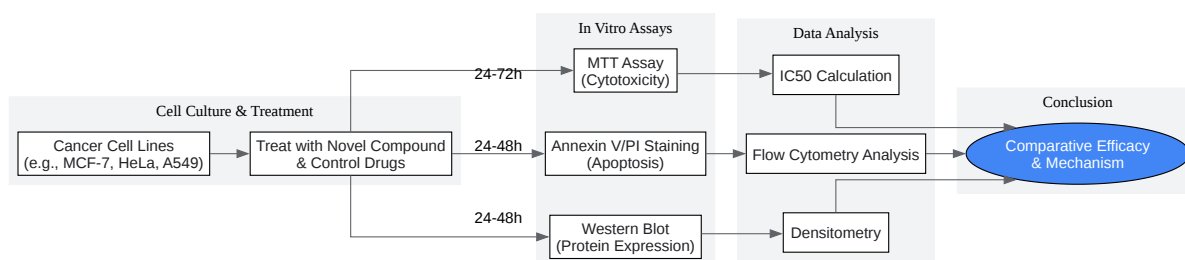 Cell Culture & Treatment
Cancer Cell Lines
(e.g., MCF-7, HeLa, A549)
Treat with Novel Compound
& Control Drugs
24-72h
24-48h
24-48h
In Vitro Assays
MTT Assay
(Cytotoxicity)
Annexin V/PI Staining
(Apoptosis)
Western Blot
(Protein Expression)
Data Analysis
IC50 Calculation
Flow Cytometry Analysis
Densitometry
Conclusion
Comparative Efficacy
& Mechanism